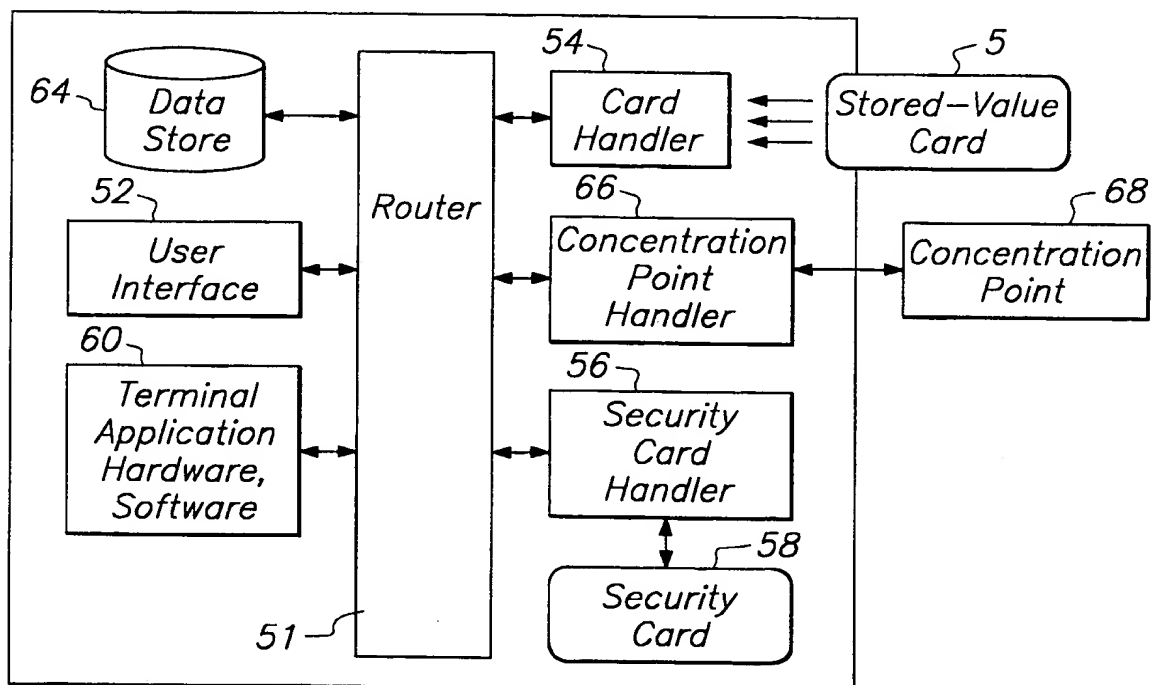 64
Data
Store
52
User
Interface
60
Terminal
Application
Hardware,
Software
Router
51
54
Card
Handler
5
Stored-Value
Card
66
Concentration
Point
Handler
68
Concentration
Point
56
Security
Card
Handler
58
Security
Card